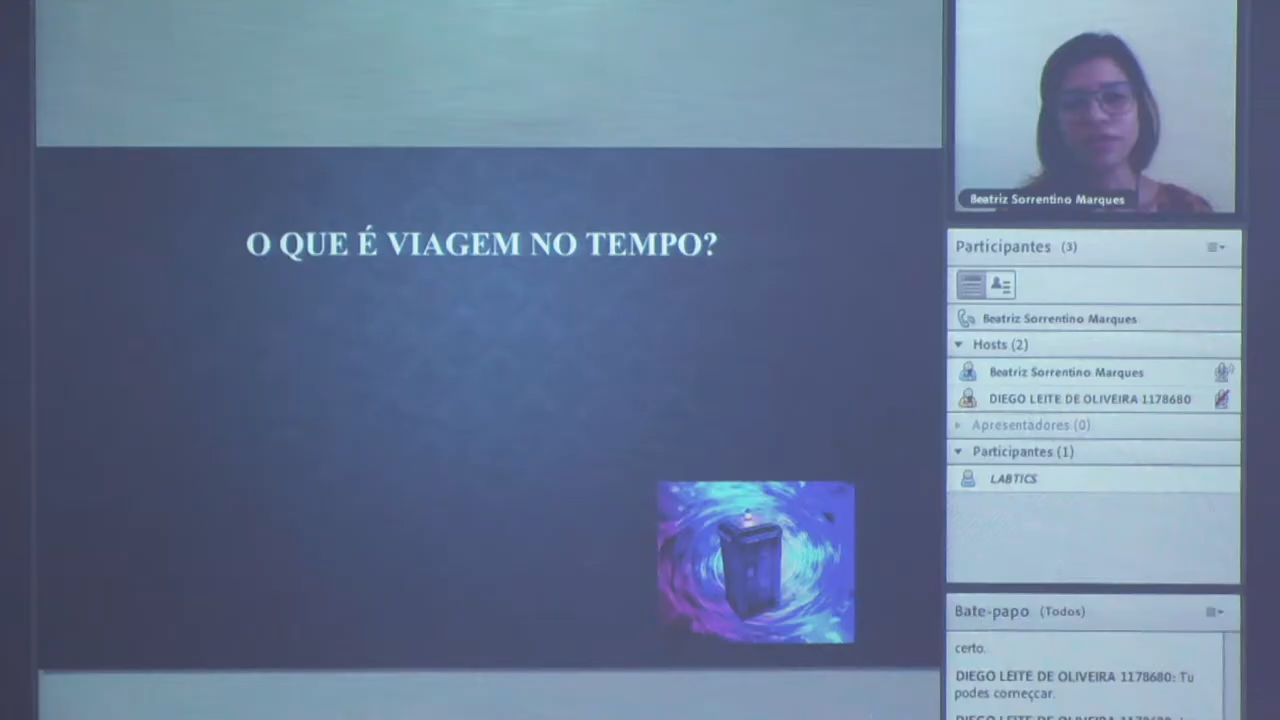 O QUE É VIAGEM NO TEMPO?
Beatriz Sorrentino Marques
Participantes (3)
Beatriz Sorrentino Marques
Hosts (2)
Beatriz Sorrentino Marques
DIEGO LEITE DE OLIVEIRA 1178680
Apresentadores (0)
Participantes (1)
LABTICS
Bate-papo (Todos)
certo.
DIEGO LEITE DE OLIVEIRA 1178680: Tu
podes começcar.